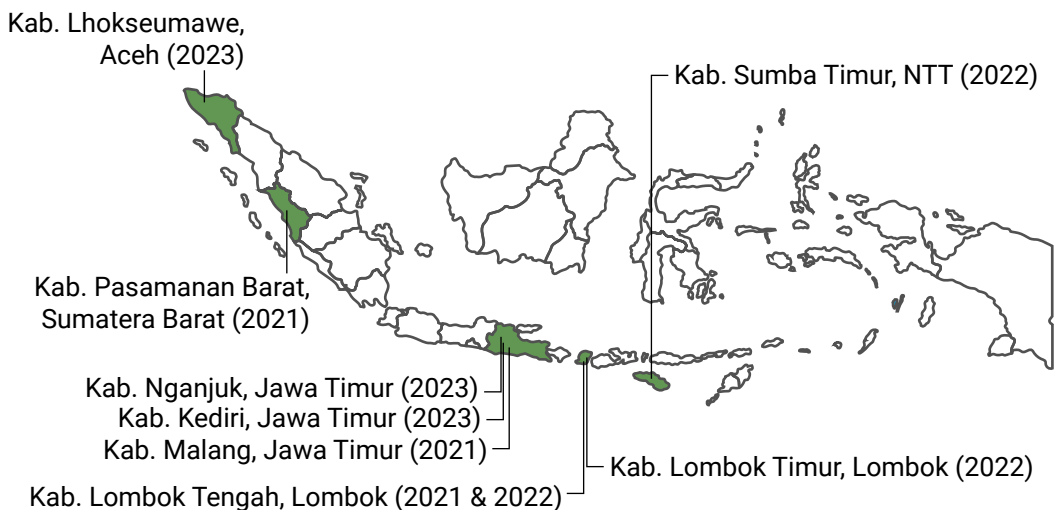 Kab. Lhokseumawe,
Aceh (2023)
Kab. Sumba Timur, NTT (2022)
Kab. Pasamanan Barat,
Sumatera Barat (2021)
Kab. Nganjuk, Jawa Timur (2023)
Kab. Kediri, Jawa Timur (2023)
Kab. Malang, Jawa Timur (2021)
Kab. Lombok Timur, Lombok (2022)
Kab. Lombok Tengah, Lombok (2021 & 2022)